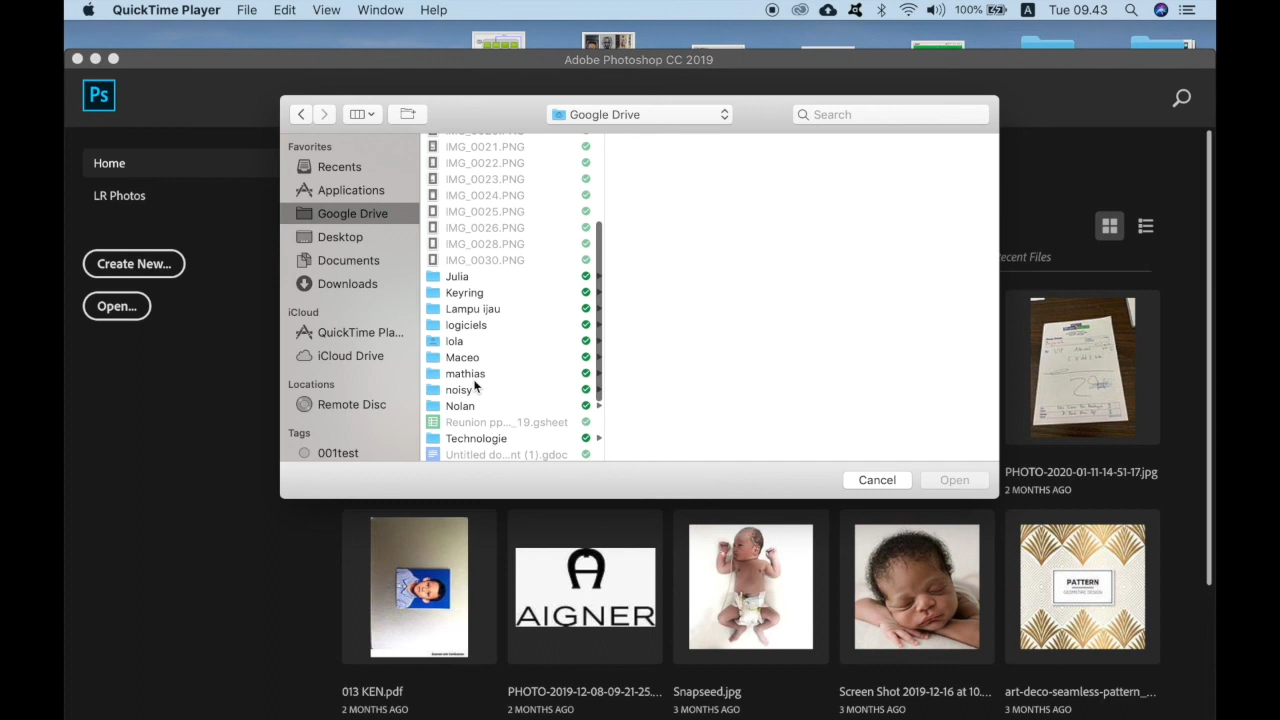 QuickTime Player File Edit View Window Help 100% A Tue 09.43
Adobe Photoshop CC 2019
Ps
Google Drive
Search
Home
LR Photos
Create New...
Open...
Favorites
Recents
Applications
Google Drive
Desktop
Documents
Downloads
iCloud
QuickTime Pla...
iCloud Drive
Locations
Remote Disc
Tags
001test
IMG_0021.PNG
IMG_0022.PNG
IMG_0023.PNG
IMG_0024.PNG
IMG_0025.PNG
IMG_0026.PNG
IMG_0028.PNG
IMG_0030.PNG
Julia
Keyring
Lampu ijau
logiciels
lola
Maceo
mathias
noisy
Nolan
Reunion pp..._19.gsheet
Technologie
Untitled do...nt (1).gdoc
Cancel Open
ecent Files
PHOTO-2020-01-11-14-51-17.jpg
2 MONTHS AGO
AIGNER
PATTERN
GEOMETRIC DESIGN
013 KEN.pdf
2 MONTHS AGO
PHOTO-2019-12-08-09-21-25....
2 MONTHS AGO
Snapseed.jpg
3 MONTHS AGO
Screen Shot 2019-12-16 at 10....
3 MONTHS AGO
art-deco-seamless-pattern_...
3 MONTHS AGO